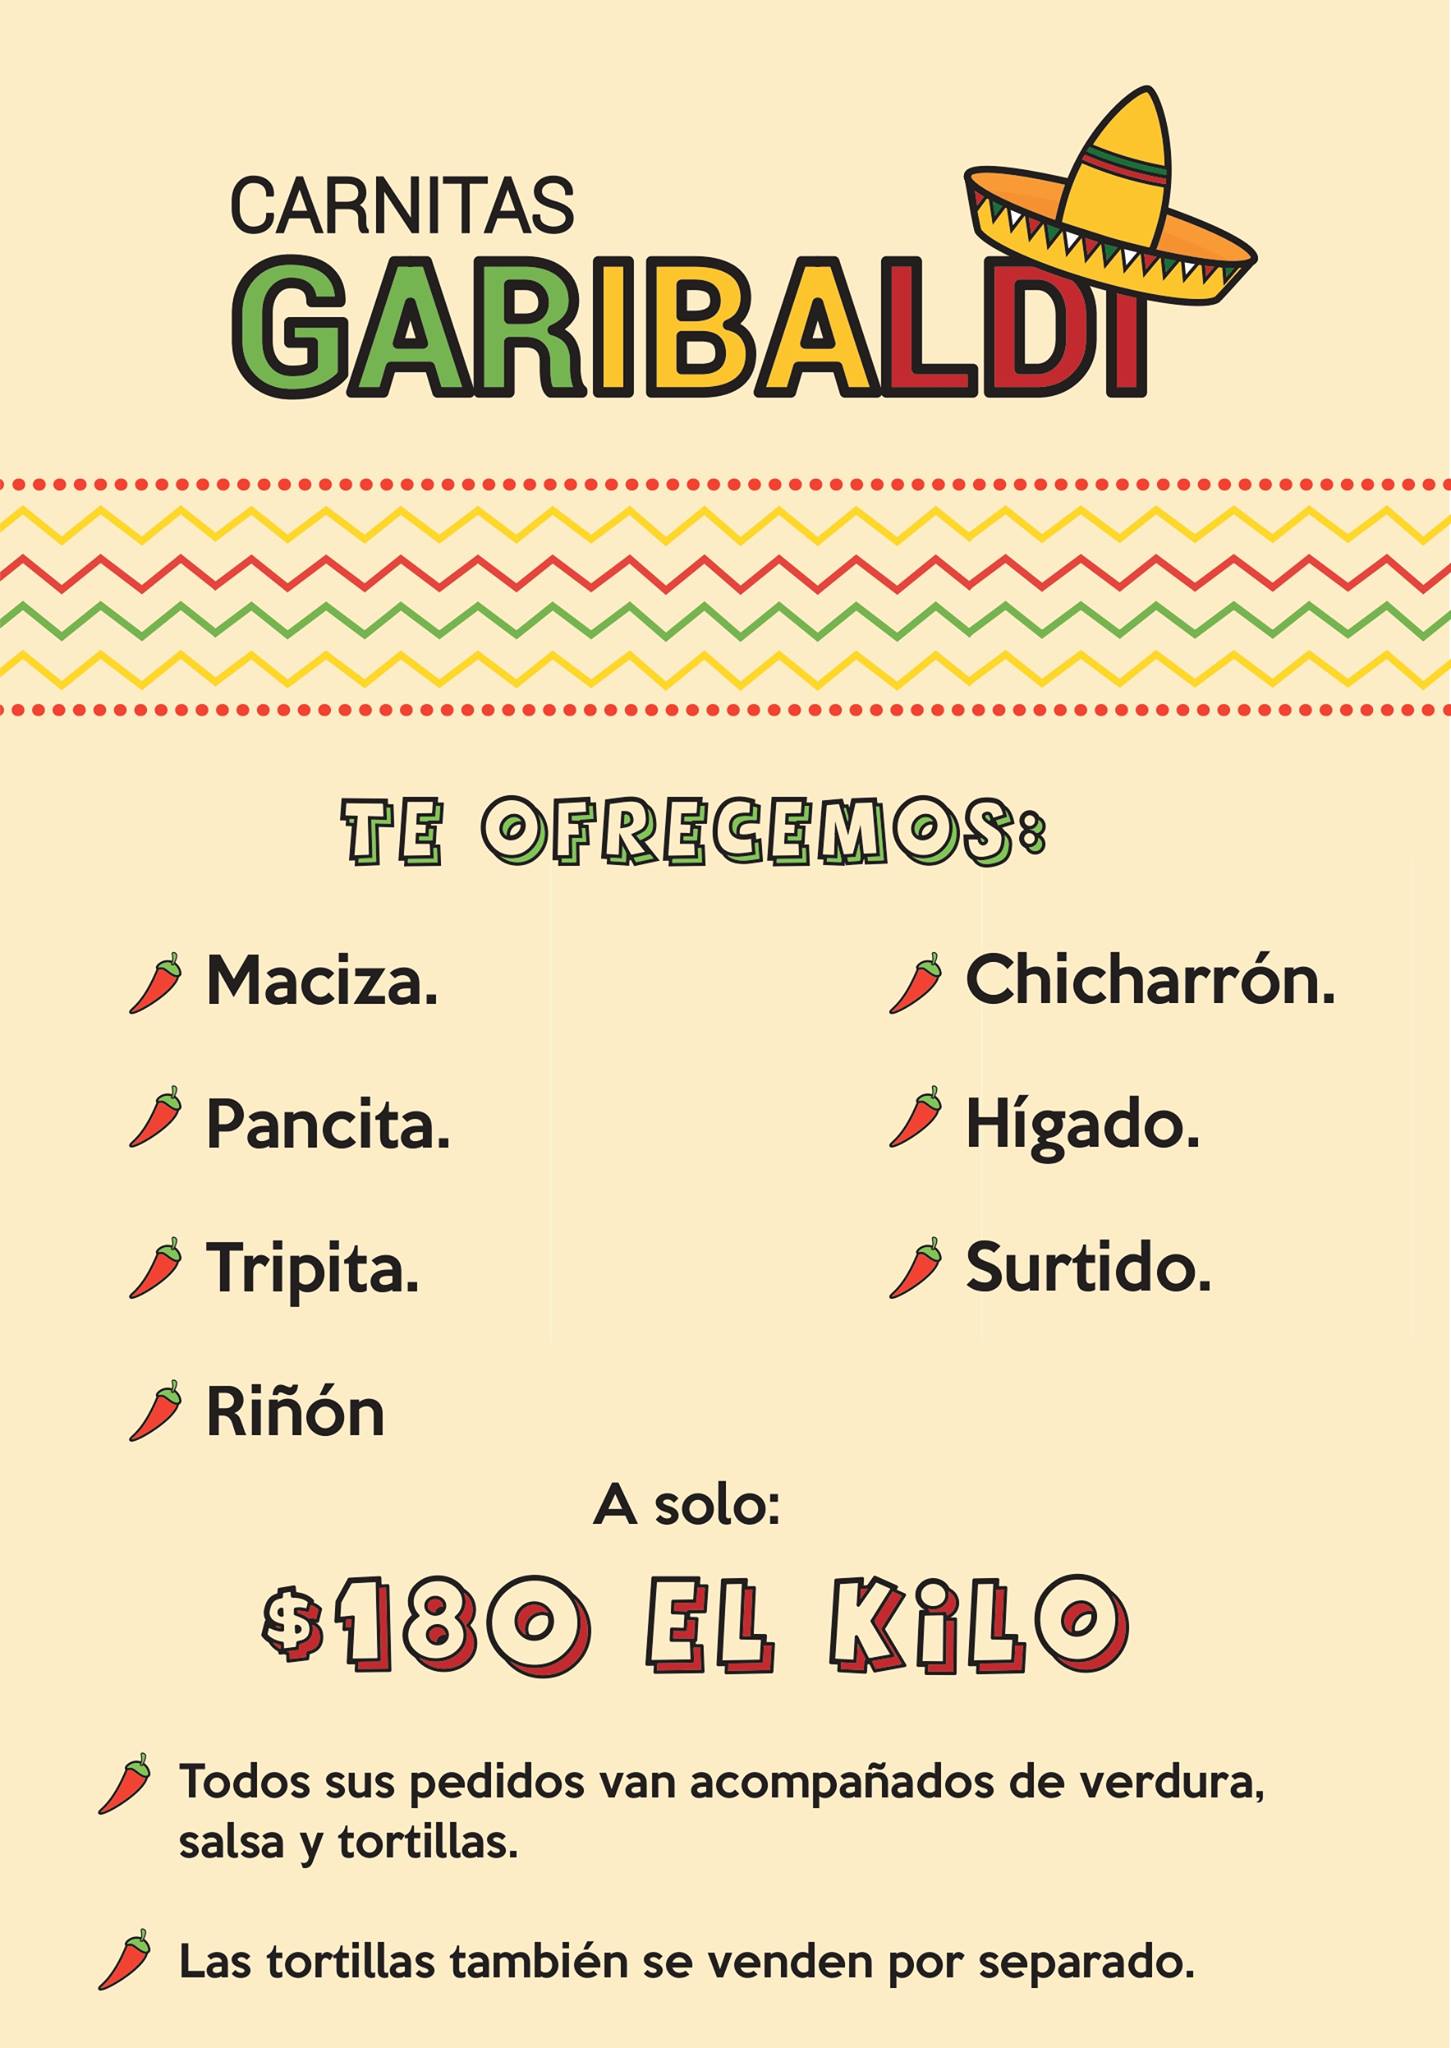 CARNITAS
GARIBALDI
TE OFRECEMOS:
Maciza.
Pancita.
Tripita.
Riñón
Chicharrón.
Hígado.
Surtido.
A solo:
$180 EL KiLO
Todos sus pedidos van acompañados de verdura,
salsa y tortillas.
Las tortillas también se venden por separado.